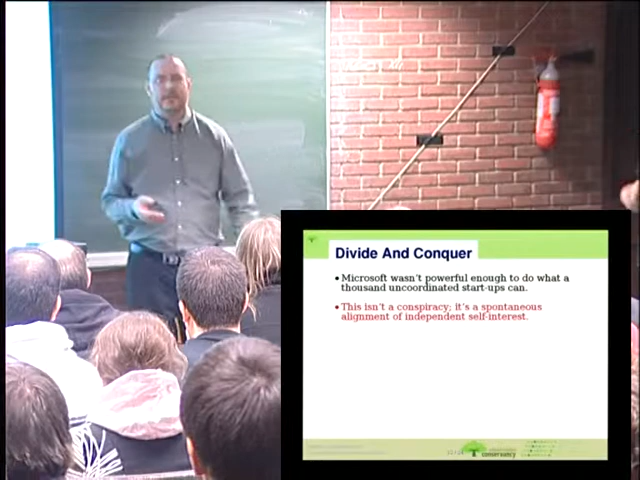 Divide And Conquer
• Microsoft wasn't powerful enough to do what a
thousand uncoordinated start-ups can.
• This isn't a conspiracy; it's a spontaneous
alignment of independent self-interest.
conservancy